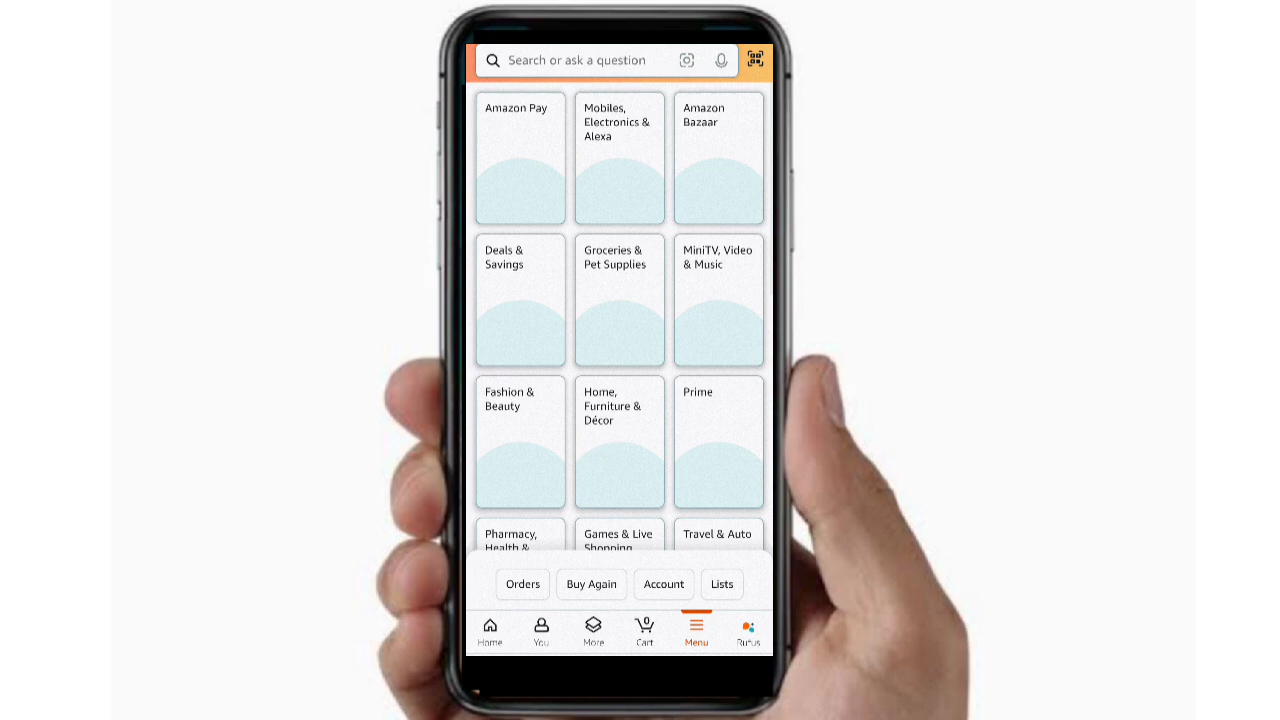 Search or ask a question
Amazon Pay
Mobiles,
Electronics &
Alexa
Amazon
Bazaar
Deals &
Savings
Groceries &
Pet Supplies
MiniTV, Video
& Music
Fashion &
Beauty
Home,
Furniture &
Décor
Prime
Pharmacy,
Health &
Games & Live
Shopping
Travel & Auto
Orders
Buy Again
Account
Lists
0
Home
You
More
Cart
Menu
Rufus